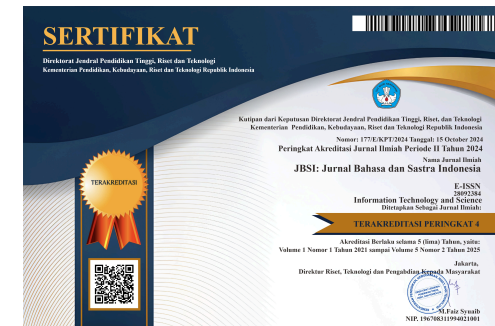 SERTIFIKAT
Direktorat Jendral Pendidikan Tinggi, Riset dan Teknologi
Kementerian Pendidikan, Kebudayaan, Riset dan Teknologi Republik Indonesia
Kutipan dari Keputusan Direktorat Jendral Pendidikan Tinggi, Riset, dan Teknologi
Kementerian Pendidikan, Kebudayaan, Riset dan Teknologi Republik Indonesia
Nomor: 177/E/KPT/2024 Tanggal: 15 October 2024
Peringkat Akreditasi Jurnal Ilmiah Periode II Tahun 2024
Nama Jurnal Ilmiah
JBSI: Jurnal Bahasa dan Sastra Indonesia
E-ISSN
28092384
Information Technology and Science
Ditetapkan Sebagai Jurnal Ilmiah:
TERAKREDITASI
TERAKREDITASI PERINGKAT 4
Akreditasi Berlaku selama 5 (lima) Tahun, yaitu:
Volume 1 Nomor 1 Tahun 2021 sampai Volume 5 Nomor 2 Tahun 2025
Jakarta,
Direktur Riset, Teknologi dan Pengabdian Kepada Masyarakat
M.Faiz Syuaib
NIP. 196708311994021001